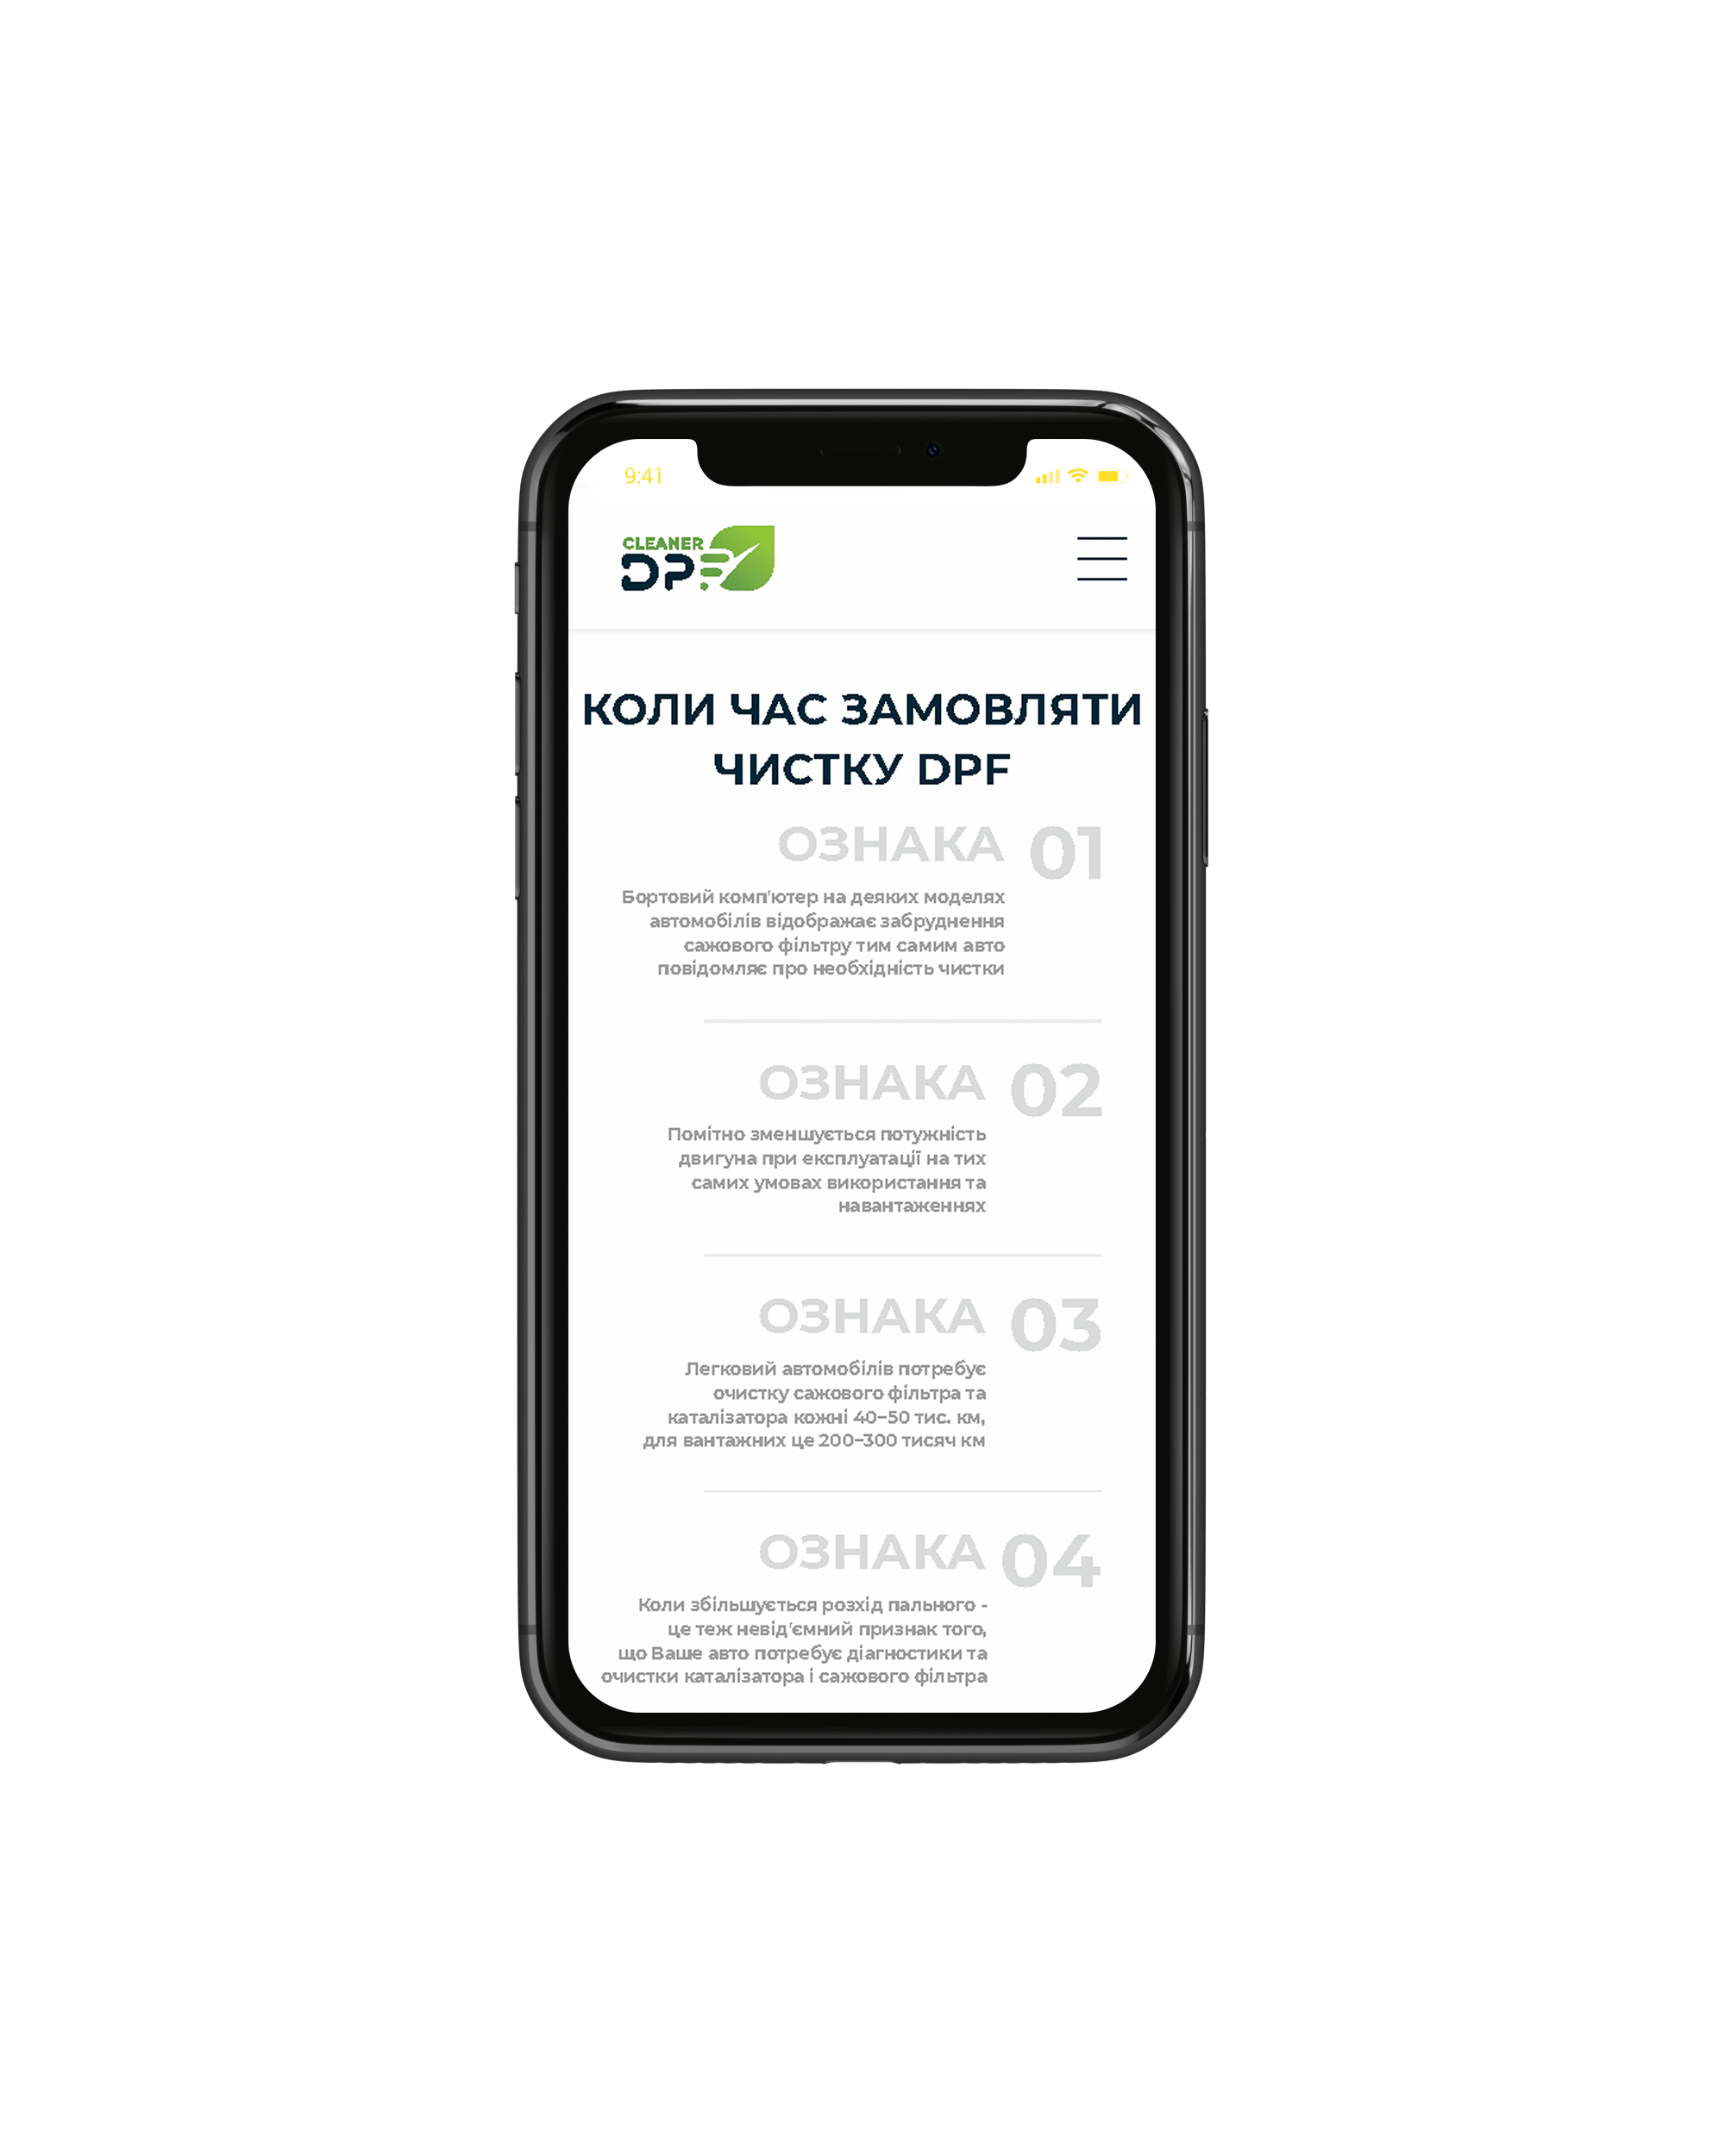 9:41
CLEANER
DPF
КОЛИ ЧАС ЗАМОВЛЯТИ
ЧИСТКУ DPF
ОЗНАКА 01
Бортовий комп'ютер на деяких моделях
автомобілів відображає забруднення
сажового фільтру тим самим авто
повідомляє про необхідність чистки
ОЗНАКА 02
Помітно зменшується потужність
двигуна при експлуатації на тих
самих умовах використання та
навантаженнях
ОЗНАКА 03
Легковий автомобілів потребує
очистку сажового фільтра та
каталізатора кожні 40–50 тис. км,
для вантажних це 200–300 тисяч км
ОЗНАКА 04
Коли збільшується розхід пального -
це теж невід'ємний признак того,
що Ваше авто потребує діагностики та
очистки каталізатора і сажового фільтра